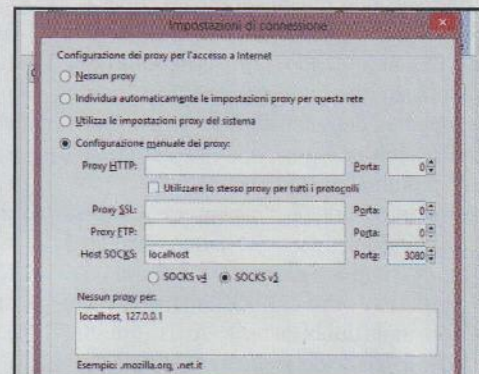 Impostazioni di connessione
Configurazione dei proxy per l'accesso a Internet
Nessun proxy
Individua automaticamente le impostazioni proxy per questa rete
Utilizza le impostazioni proxy del sistema
Configurazione manuale dei proxy:
Proxy HTTP: Porta: 0
Utilizzare lo stesso proxy per tutti i protocolli
Proxy SSL: Porta: 0
Proxy FTP: Porta: 0
Host SOCKS: localhost Porta: 3080
SOCKS v4 SOCKS v5
Nessun proxy per:
localhost, 127.0.0.1
Esempio: .mozilla.org, .net.it